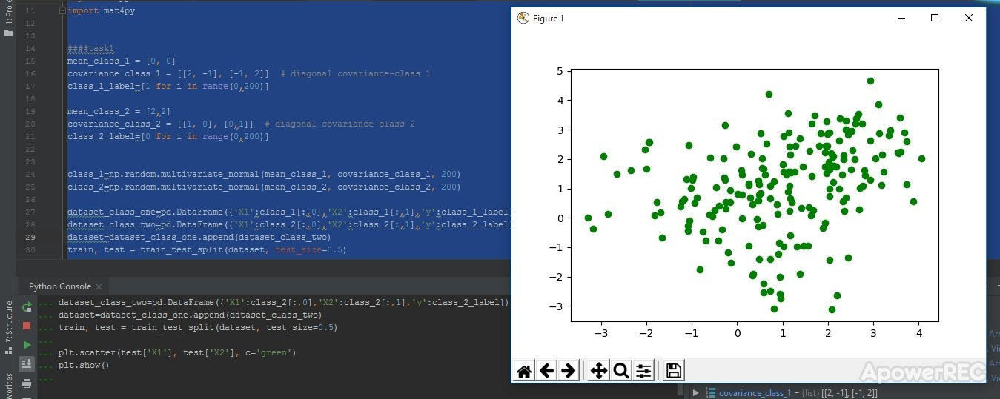 1: Proje
11 import mat4py
12
13
14 ####task1
15 mean_class_1 = [0, 0]
16 covariance_class_1 = [[2, -1], [-1, 2]]  # diagonal covariance-class 1
17 class_1_label=[1 for i in range(0,200)]
18
19 mean_class_2 = [2,2]
20 covariance_class_2 = [[1, 0], [0,1]]  # diagonal covariance-class 2
21 class_2_label=[0 for i in range(0,200)]
22
23
24 class_1=np.random.multivariate_normal(mean_class_1, covariance_class_1, 200)
25 class_2=np.random.multivariate_normal(mean_class_2, covariance_class_2, 200)
26
27 dataset_class_one=pd.DataFrame({'X1':class_1[:,0],'X2':class_1[:,1],'y':class_1_label}
28 dataset_class_two=pd.DataFrame({'X1':class_2[:,0],'X2':class_2[:,1],'y':class_2_label}
29 dataset=dataset_class_one.append(dataset_class_two)
30 train, test = train_test_split(dataset, test_size=0.5)
Python Console ×
7: Structure
avorites
... dataset_class_two=pd.DataFrame({'X1':class_2[:,0],'X2':class_2[:,1],'y':class_2_label})
... dataset=dataset_class_one.append(dataset_class_two)
... train, test = train_test_split(dataset, test_size=0.5)
...
... plt.scatter(test['X1'], test['X2'], c='green')
... plt.show()
...
Figure 1
5
4
3
2
1
0
−1
−2
−3
−3 −2 −1 0 1 2 3 4
Arr
Vi
Arr
Vi
ApowerREC
covariance_class_1 = {list} [[2, -1], [-1, 2]]